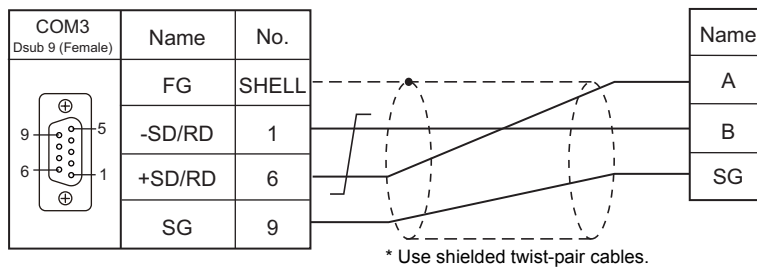 COM3
Dsub 9 (Female)
Name
No.
Name
FG
SHELL
A
-SD/RD
1
B
+SD/RD
6
SG
SG
9
9
5
6
1
* Use shielded twist-pair cables.